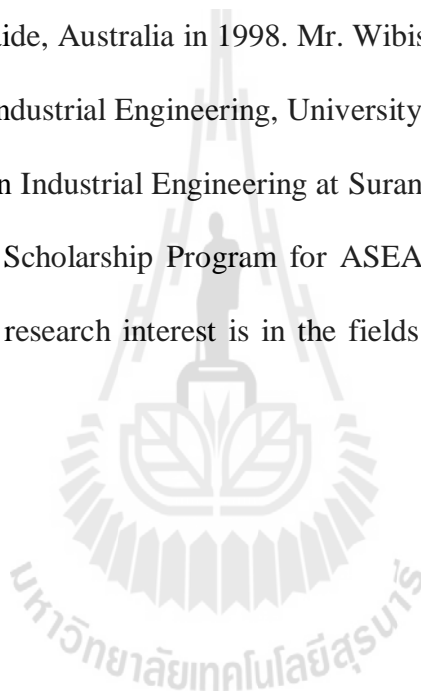 aide, Australia in 1998. Mr. Wibis
ndustrial Engineering, University
n Industrial Engineering at Suran
Scholarship Program for ASEA
research interest is in the fields
มหาวิทยาลัยเทคโนโลยีสุรนารี